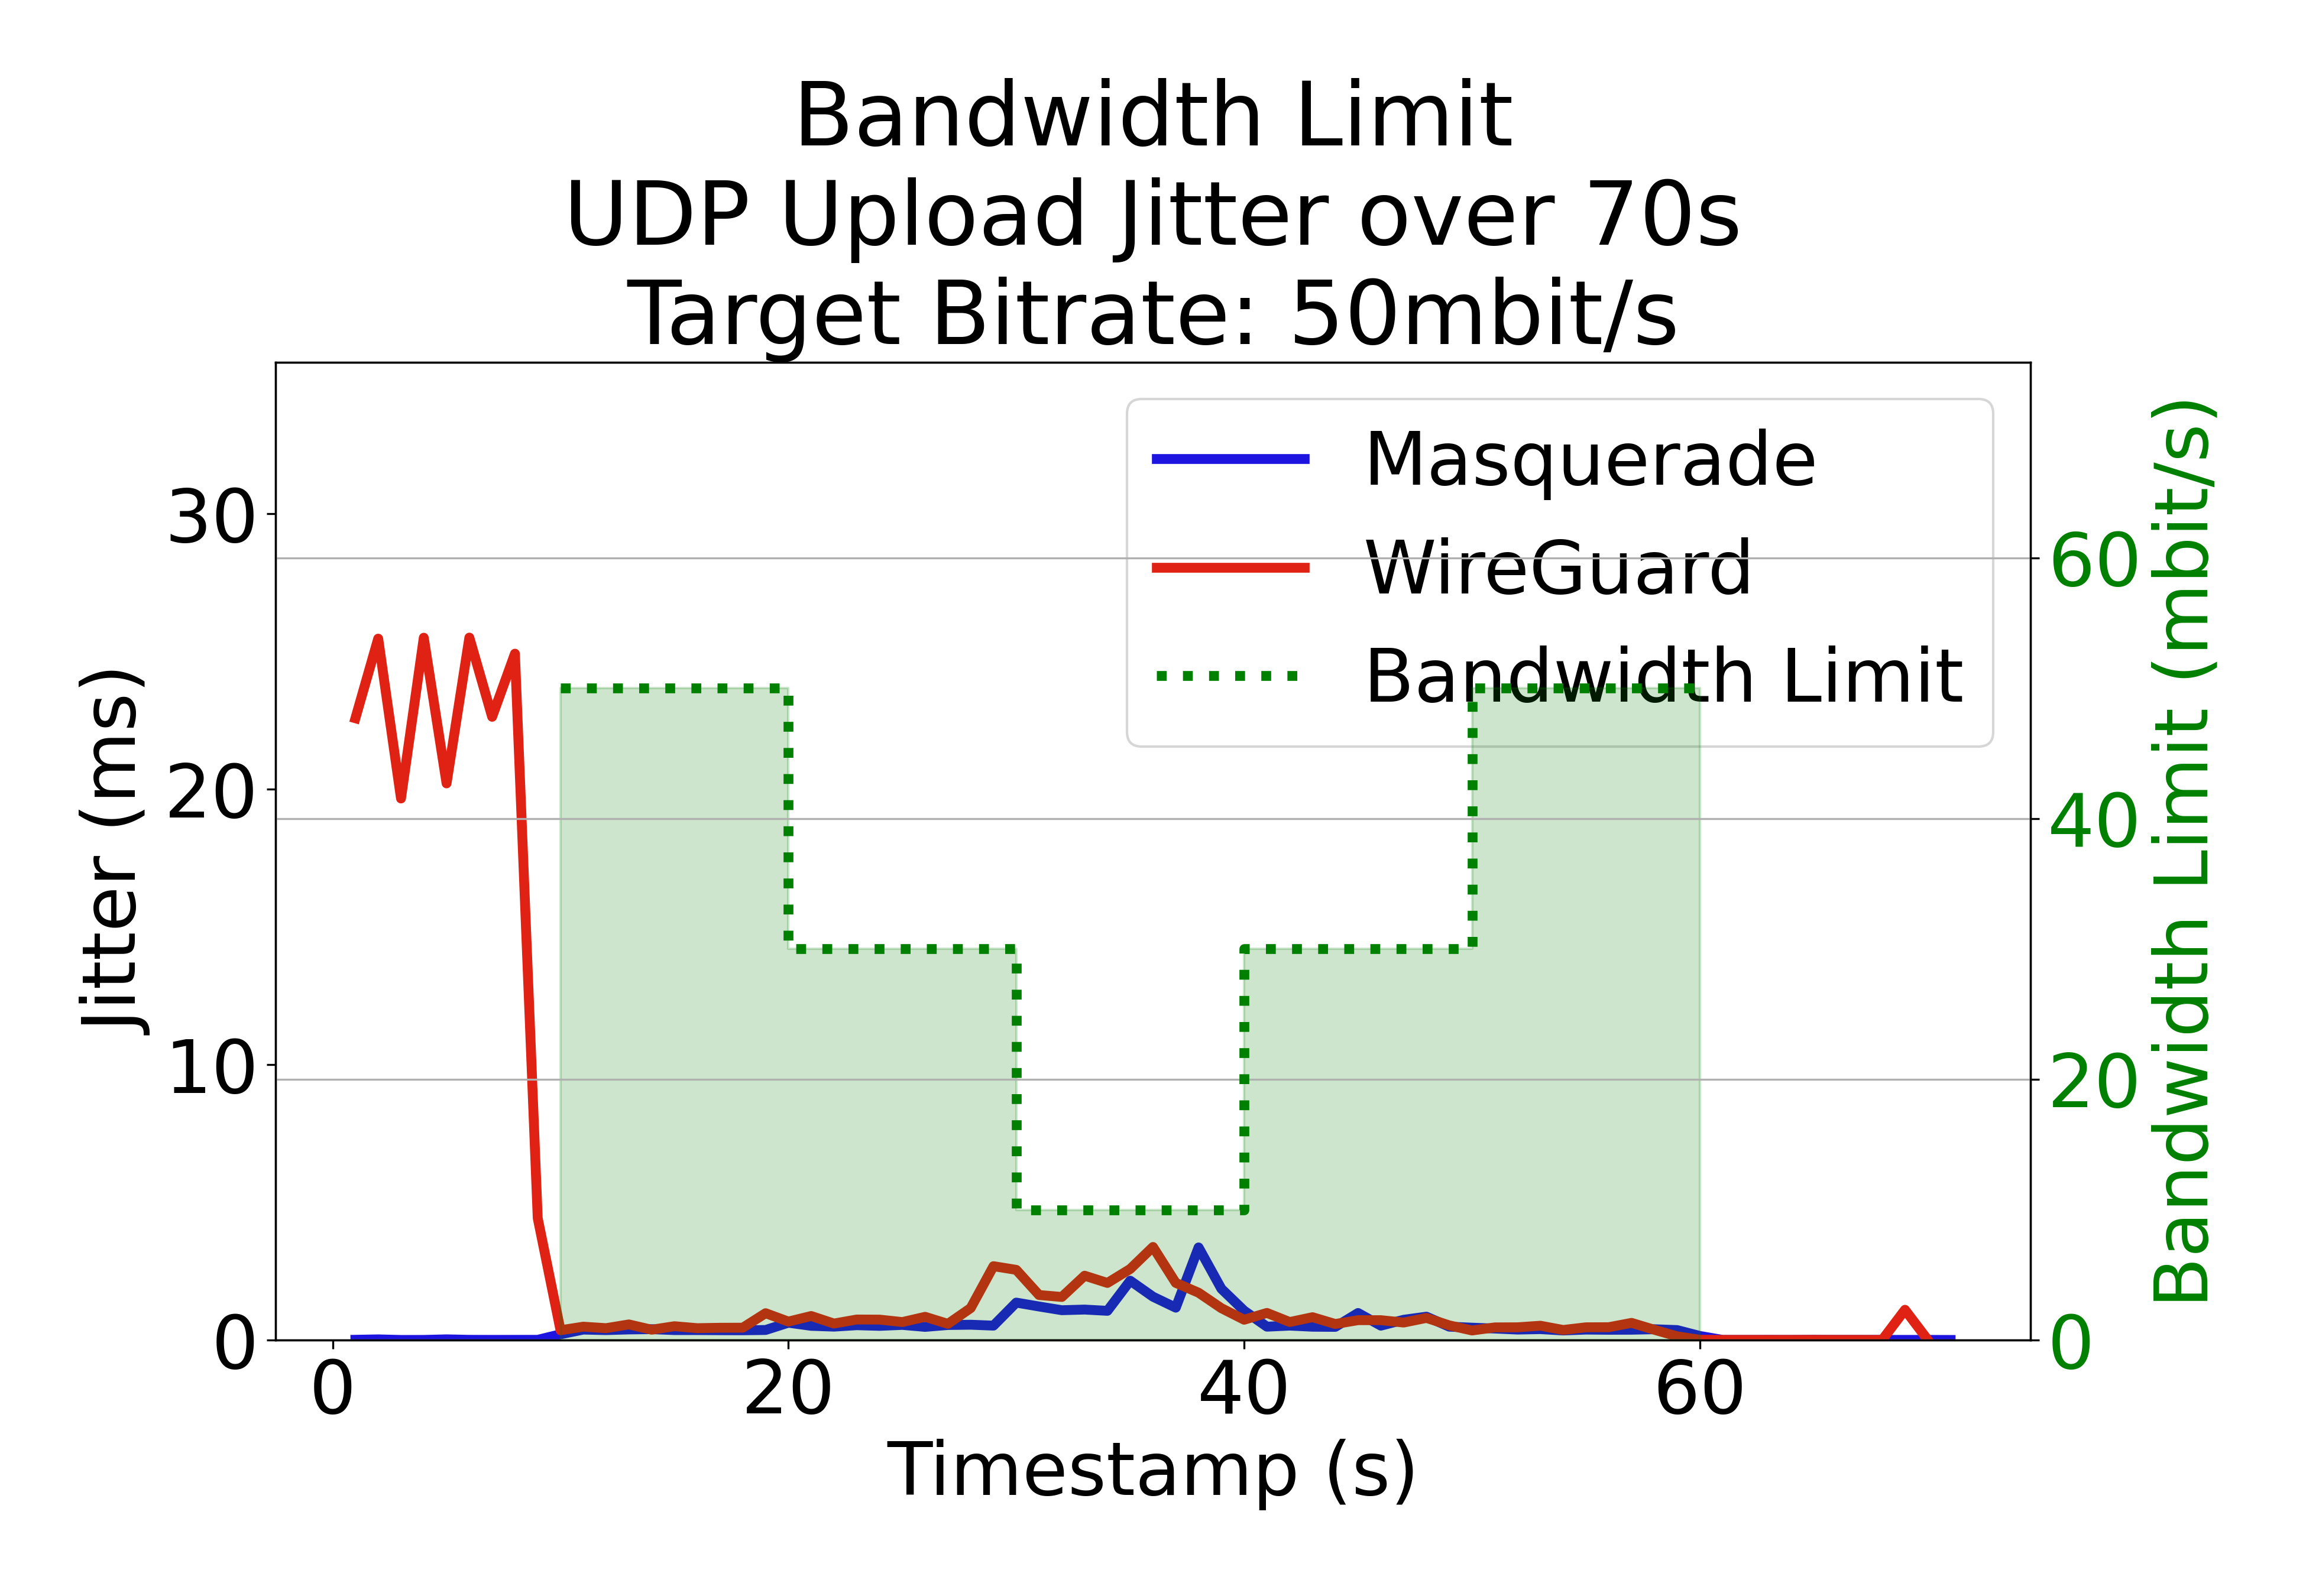 Bandwidth Limit
UDP Upload Jitter over 70s
Target Bitrate: 50mbit/s
Masquerade
WireGuard
Bandwidth Limit
Jitter (ms)
30
20
10
0
0
20
40
60
Timestamp (s)
60
40
20
0
Bandwidth Limit (mbit/s)